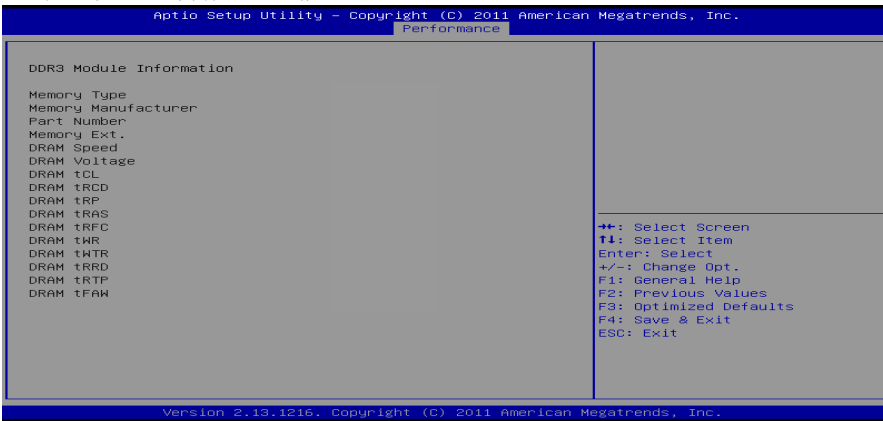 Aptio Setup Utility – Copyright (C) 2011 American Megatrends, Inc.
Performance
DDR3 Module Information
Memory Type
Memory Manufacturer
Part Number
Memory Ext.
DRAM Speed
DRAM Voltage
DRAM tCL
DRAM tRCD
DRAM tRP
DRAM tRAS
DRAM tRFC
DRAM tWR
DRAM tWTR
DRAM tRRD
DRAM tRTP
DRAM tFAW
→←: Select Screen
↑↓: Select Item
Enter: Select
+/-: Change Opt.
F1: General Help
F2: Previous Values
F3: Optimized Defaults
F4: Save & Exit
ESC: Exit
Version 2.13.1216. Copyright (C) 2011 American Megatrends, Inc.